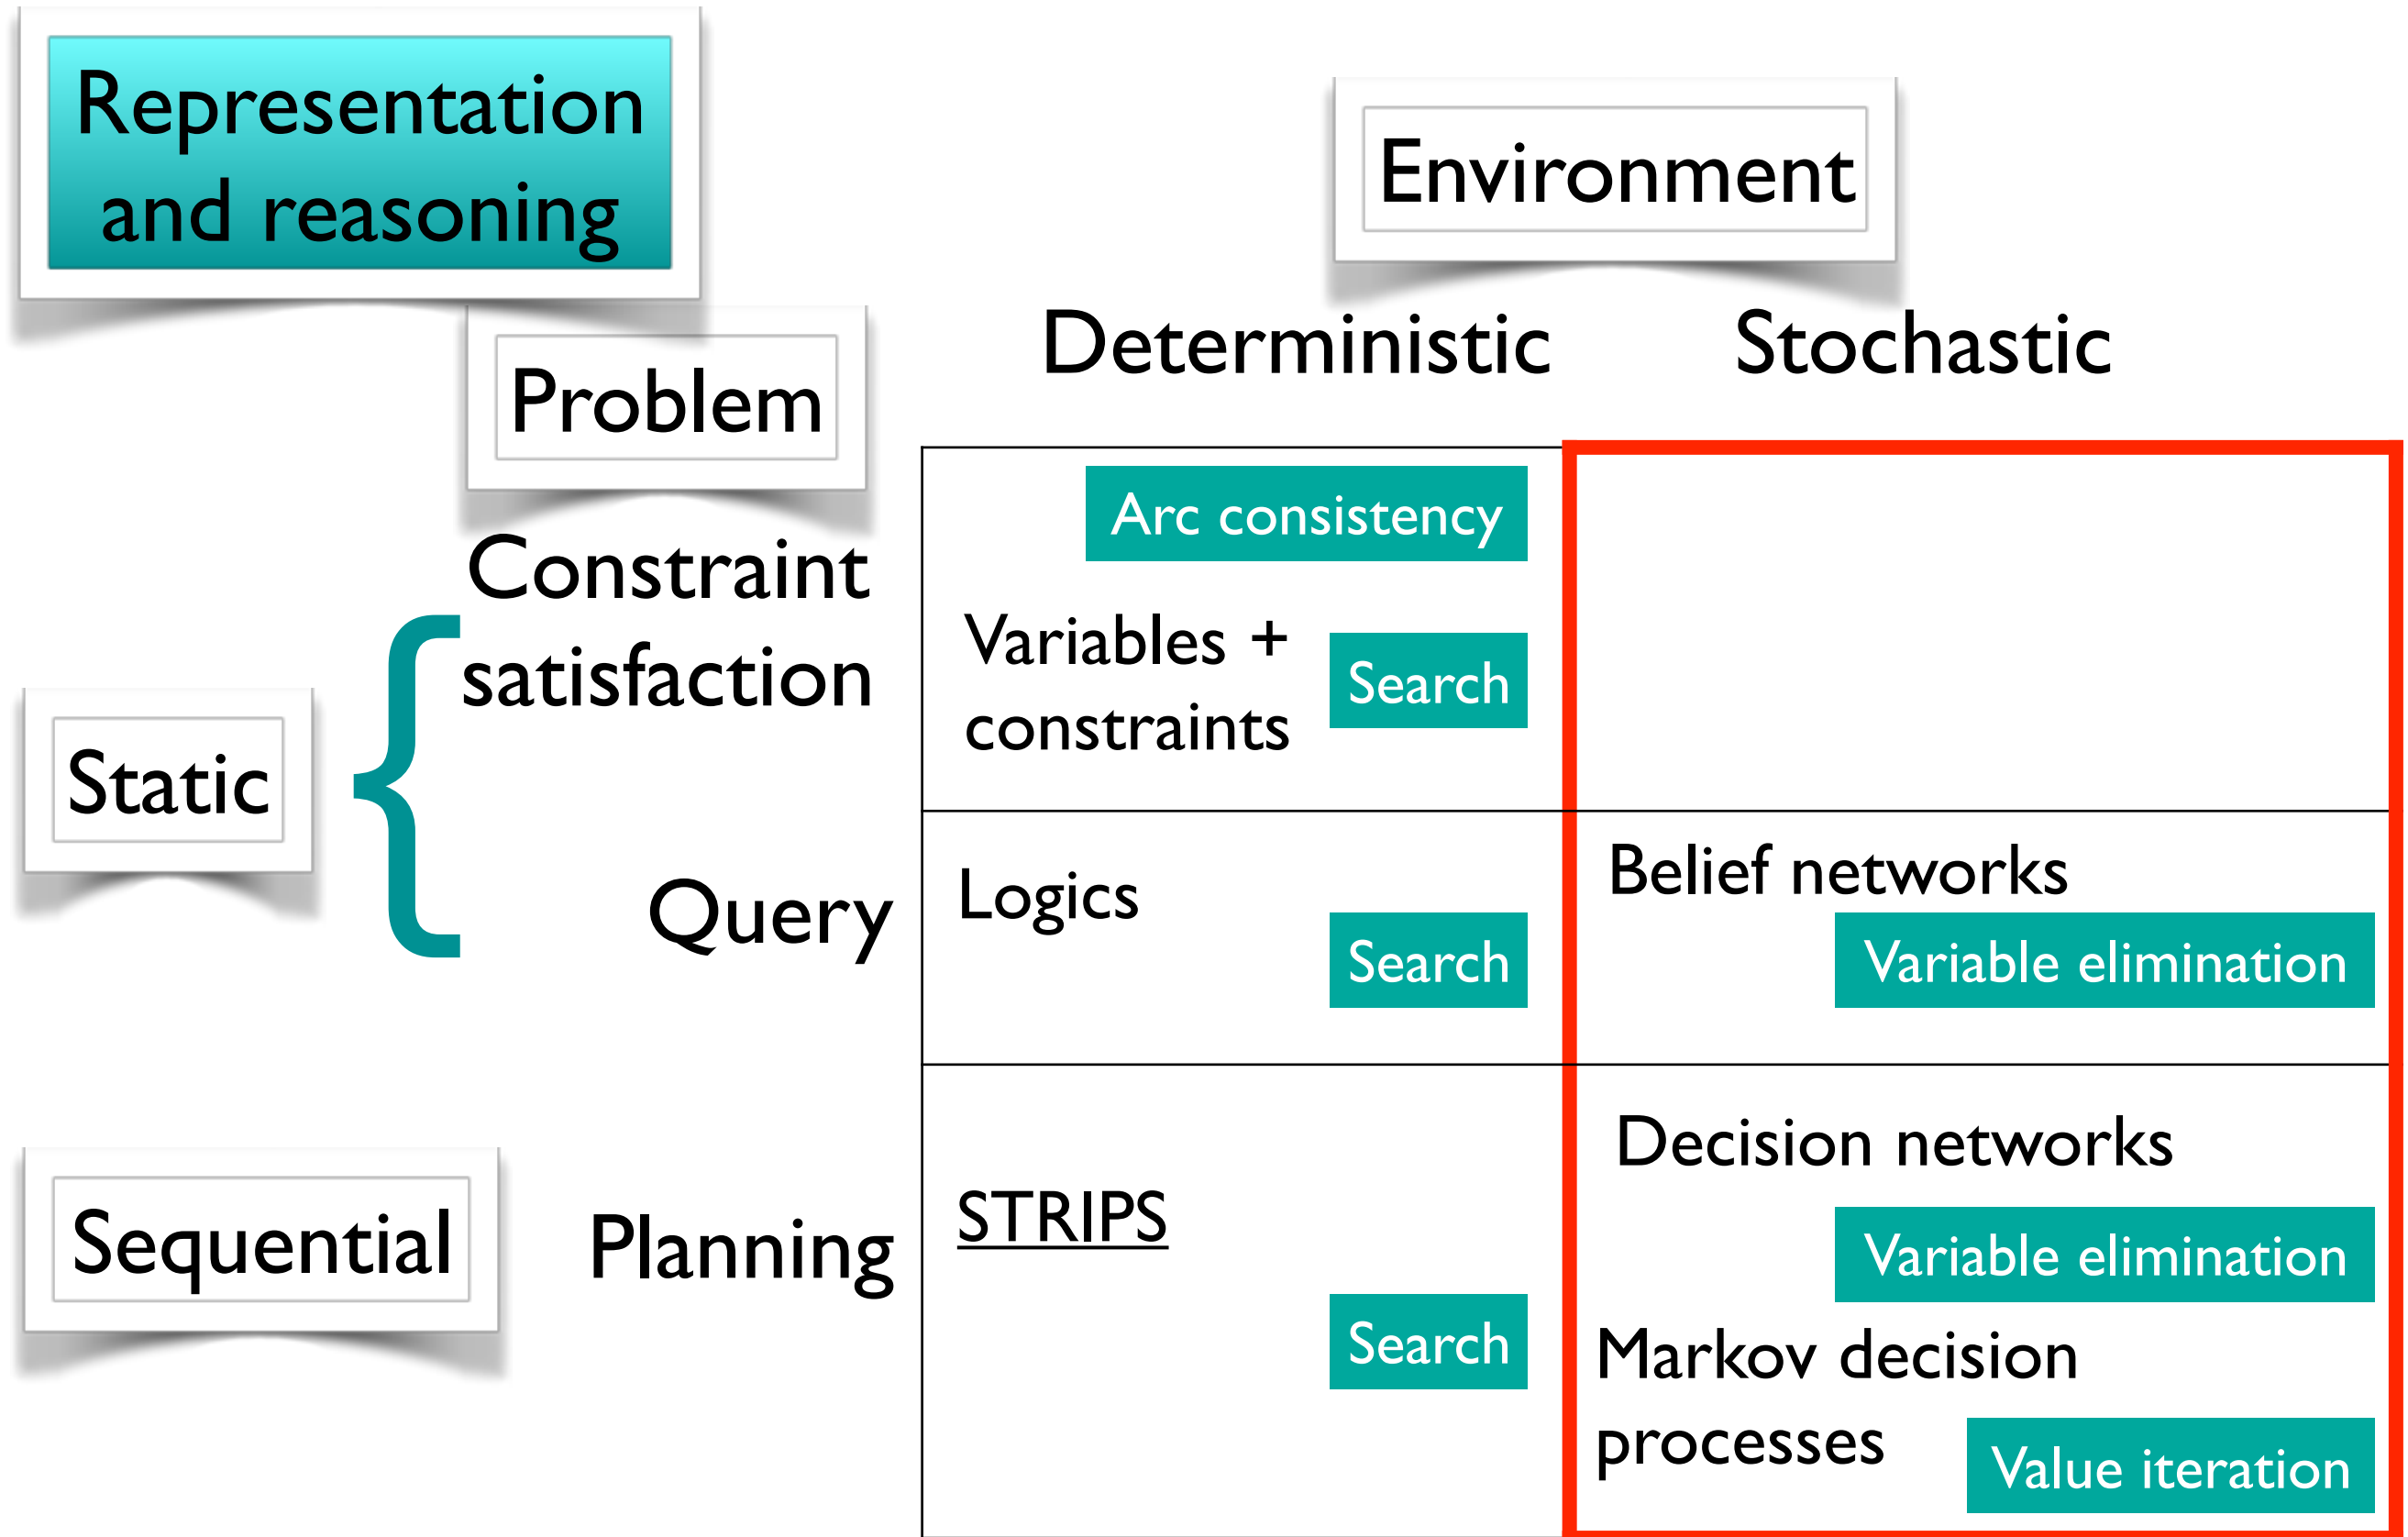 Representation
and reasoning
Environment
Problem
Deterministic
Stochastic
Constraint
satisfaction
Arc consistency
Variables +
constraints
Search
Static
Query
Logics
Search
Belief networks
Variable elimination
Sequential
Planning
STRIPS
Search
Decision networks
Variable elimination
Markov decision
processes
Value iteration